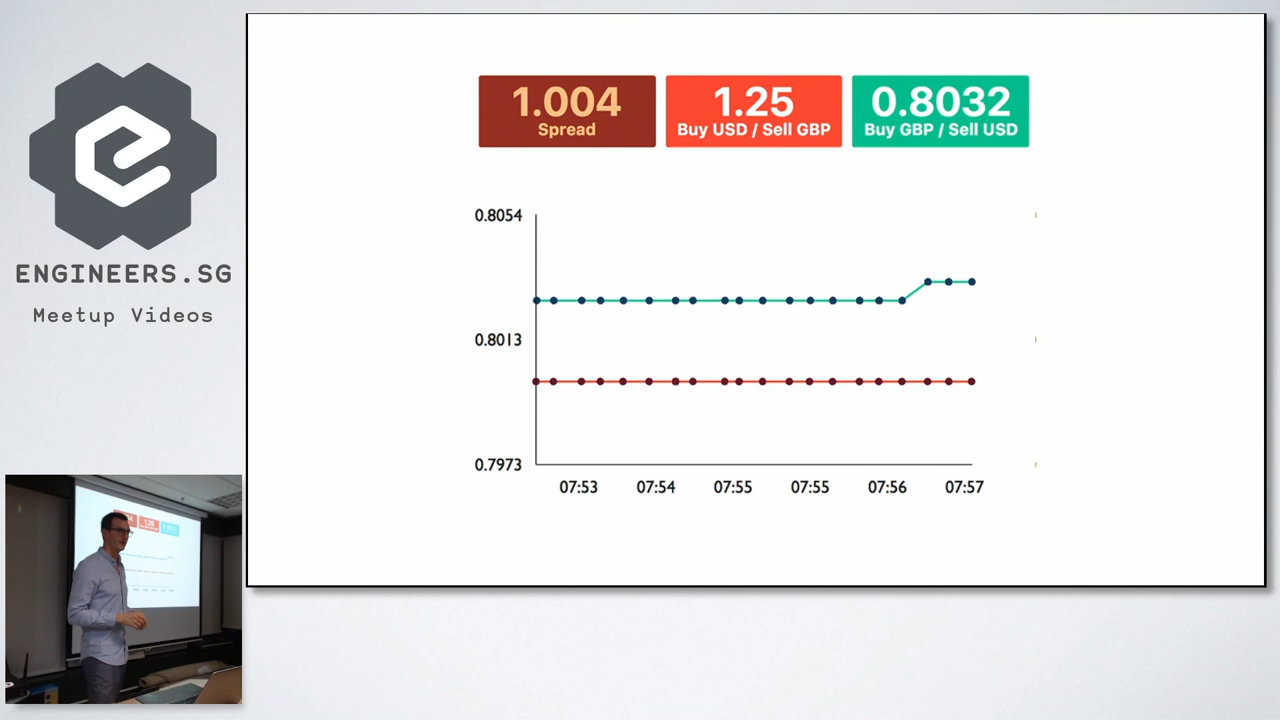 ENGINEERS.SG
Meetup Videos
1.004
Spread
1.25
Buy USD / Sell GBP
0.8032
Buy GBP / Sell USD
0.8054
0.8013
0.7973
07:53 07:54 07:55 07:55 07:56 07:57